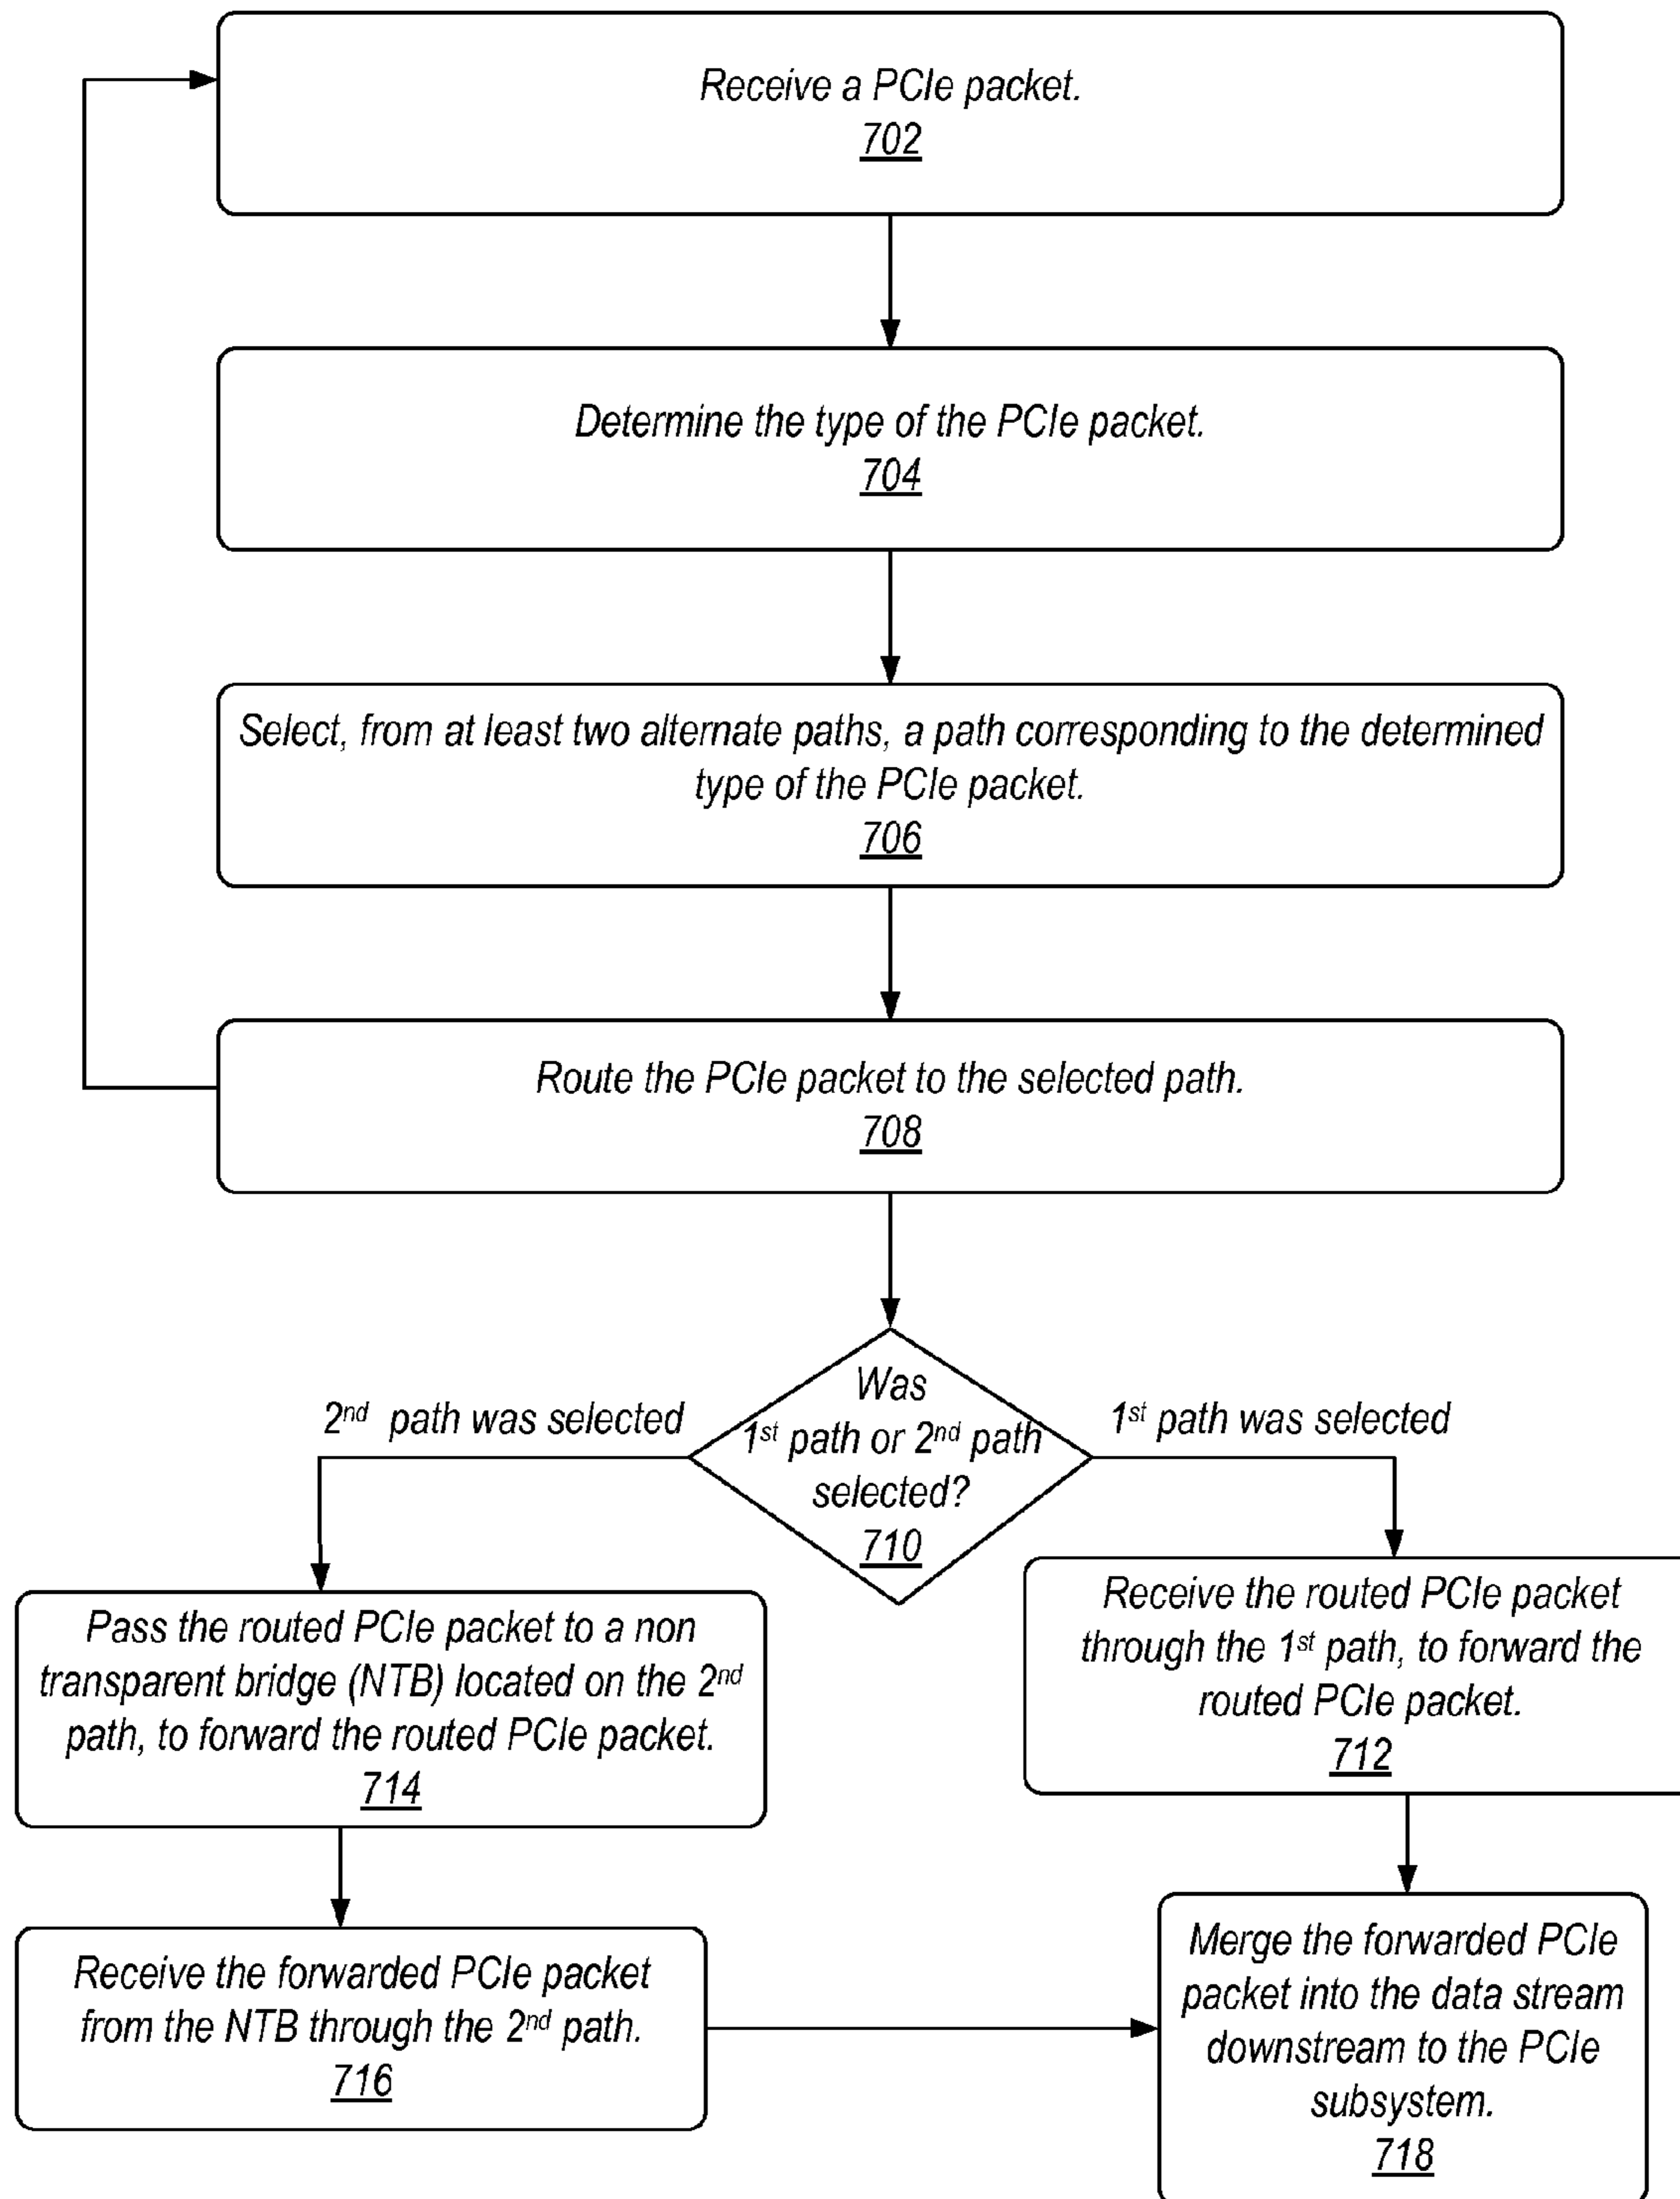 Receive a PCIe packet.
702
Determine the type of the PCIe packet.
704
Select, from at least two alternate paths, a path corresponding to the determined
type of the PCIe packet.
706
Route the PCIe packet to the selected path.
708
Was
1st path or 2nd path
selected?
710
2nd path was selected
1st path was selected
Pass the routed PCIe packet to a non
transparent bridge (NTB) located on the 2nd
path, to forward the routed PCIe packet.
714
Receive the routed PCIe packet
through the 1st path, to forward the
routed PCIe packet.
712
Receive the forwarded PCIe packet
from the NTB through the 2nd path.
716
Merge the forwarded PCIe
packet into the data stream
downstream to the PCIe
subsystem.
718